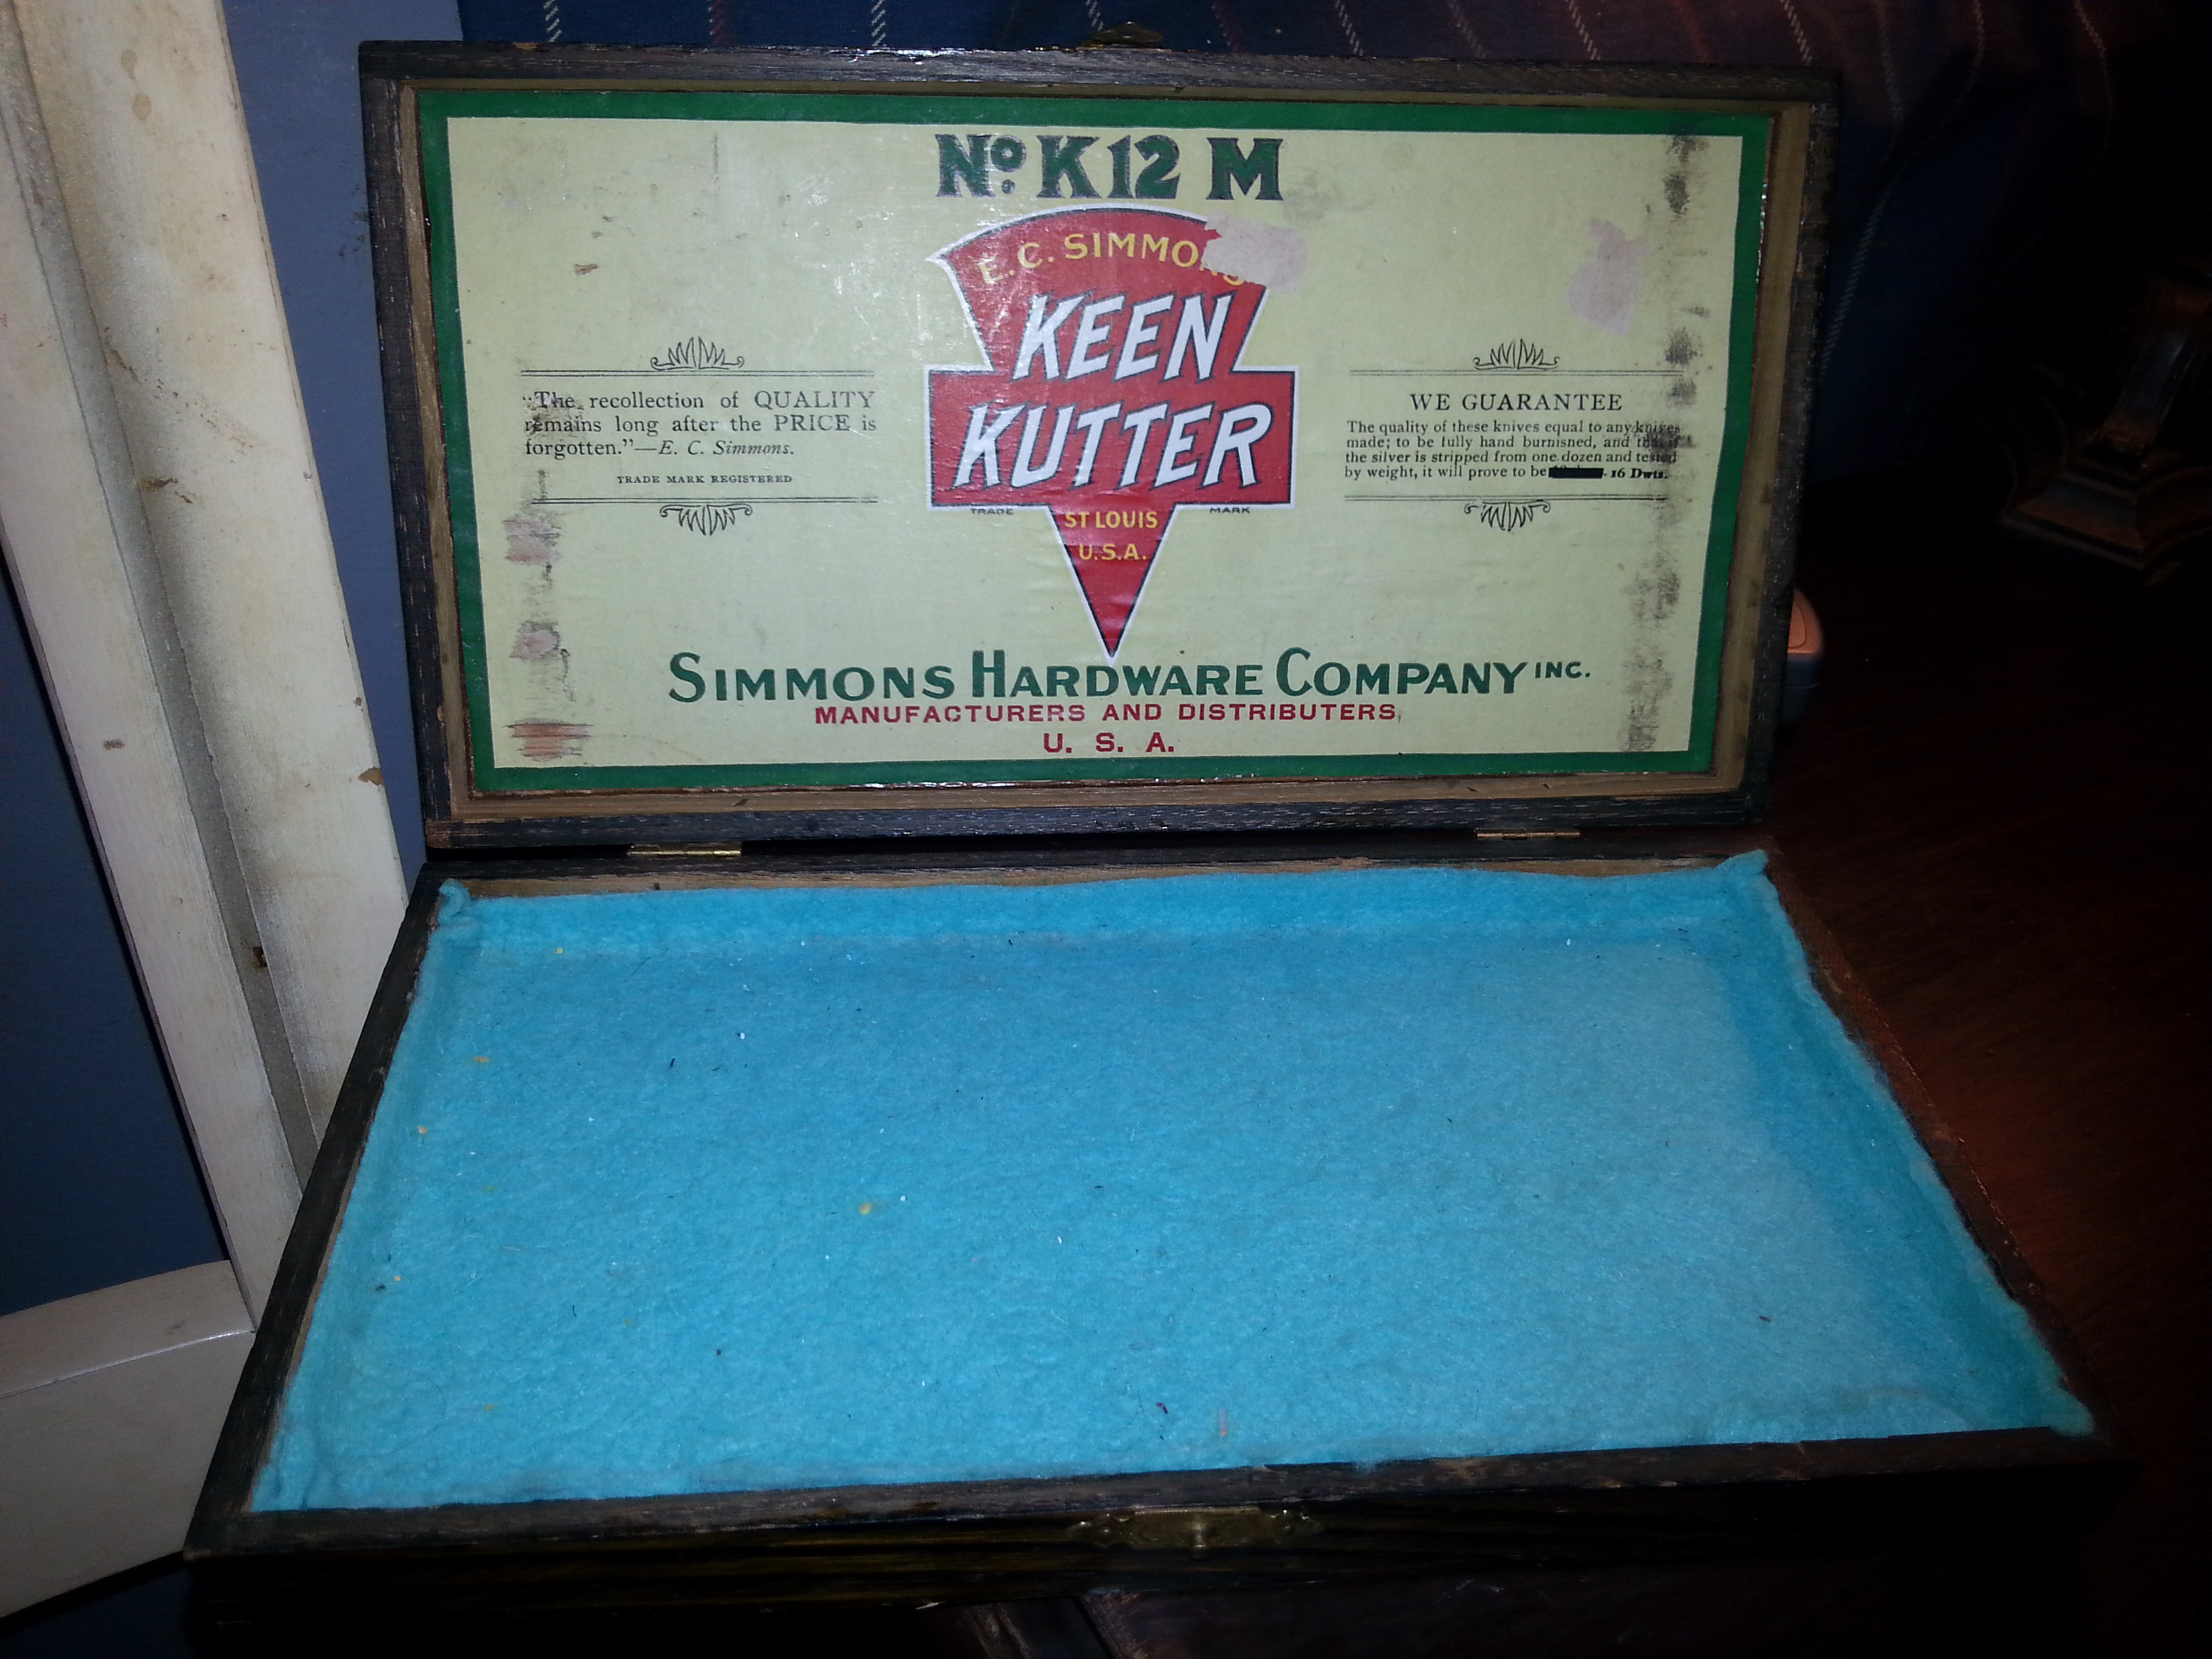 No. K12 M
E. C. SIMMONS
KEEN
KUTTER
TRADE MARK
ST LOUIS
U.S.A.
"The recollection of QUALITY
remains long after the PRICE is
forgotten."—E. C. Simmons.
TRADE MARK REGISTERED
WE GUARANTEE
The quality of these knives equal to any knives
made; to be fully hand burnished, and that if
the silver is stripped from one dozen and tested
by weight, it will prove to be 16 Dwts.
SIMMONS HARDWARE COMPANY INC.
MANUFACTURERS AND DISTRIBUTERS
U. S. A.